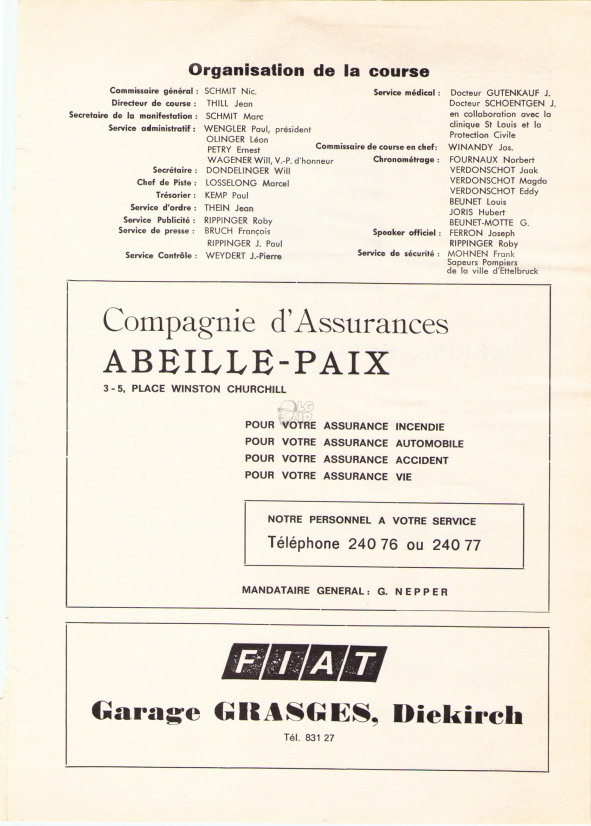 Organisation de la course
Commissaire général : SCHMIT Nic.
Directeur de course : THILL Jean
Secretaire de la manifestation : SCHMIT Marc
Service administratif : WENGLER Paul, président
OLINGER Léon
PETRY Ernest
WAGENER Will, V.-P. d'honneur
Secrétaire : DONDELINGER Will
Chef de Piste : LOSSELONG Marcel
Trésorier : KEMP Paul
Service d'ordre : THEIN Jean
Service Publicité : RIPPINGER Roby
Service de presse : BRUCH François
RIPPINGER J. Paul
Service Contrôle : WEYDERT J.-Pierre
Service médical : Docteur GUTENKAUF J.
Docteur SCHOENTGEN J.
en collaboration avec la
clinique St Louis et la
Protection Civile
Commissaire de course en chef: WINANDY Jos.
Chronométrage : FOURNAUX Norbert
VERDONSCHOT Jaak
VERDONSCHOT Magda
VERDONSCHOT Eddy
BEUNET Louis
JORIS Hubert
BEUNET-MOTTE G.
Speaker officiel : FERRON Joseph
RIPPINGER Roby
Service de sécurité : MOHNEN Frank
Sapeurs Pompiers
de la ville d'Ettelbruck
Compagnie d'Assurances
ABEILLE-PAIX
3-5, PLACE WINSTON CHURCHILL
POUR VOTRE ASSURANCE INCENDIE
POUR VOTRE ASSURANCE AUTOMOBILE
POUR VOTRE ASSURANCE ACCIDENT
POUR VOTRE ASSURANCE VIE
NOTRE PERSONNEL A VOTRE SERVICE
Téléphone 240 76 ou 240 77
MANDATAIRE GENERAL : G. NEPPER
FIAT
Garage GRASGES, Diekirch
Tél. 831 27